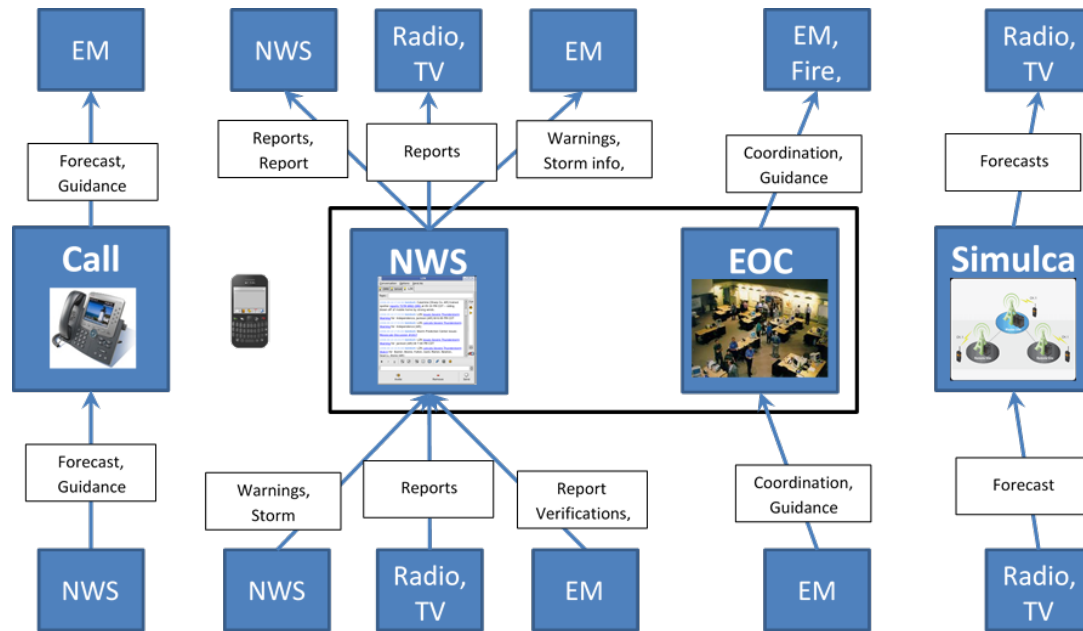 EM
NWS
Radio,
TV
EM
EM,
Fire,
Radio,
TV
Forecast,
Guidance
Reports,
Report
Reports
Warnings,
Storm info,
Coordination,
Guidance
Forecasts
Call
NWS
EOC
Simulca
Forecast,
Guidance
Warnings,
Storm
Reports
Report
Verifications,
Coordination,
Guidance
Forecast
NWS
NWS
Radio,
TV
EM
EM
Radio,
TV